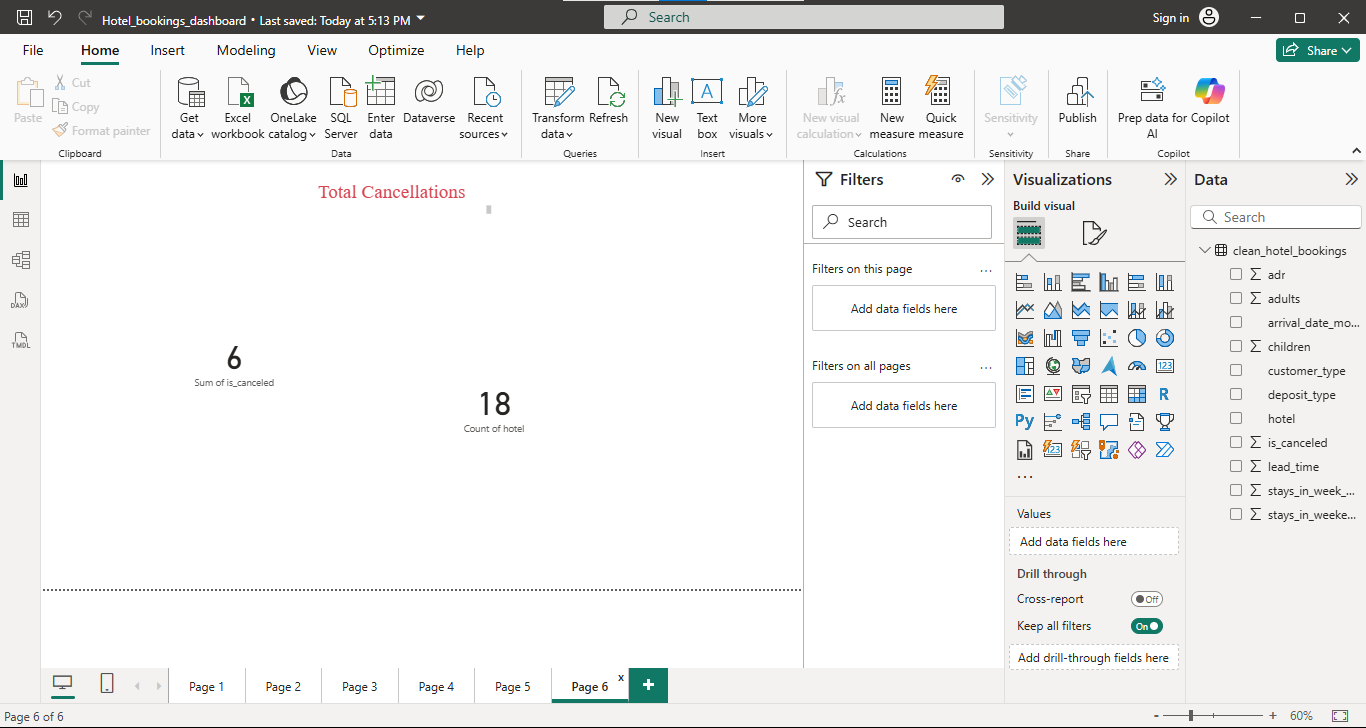 Hotel_bookings_dashboard • Last saved: Today at 5:13 PM
Search
Sign in
File
Home
Insert
Modeling
View
Optimize
Help
Share
Paste
Cut
Copy
Format painter
Clipboard
Get data
Excel workbook
OneLake catalog
SQL Server
Enter data
Dataverse
Recent sources
Data
Transform data
Refresh
Queries
New visual
Text box
More visuals
Insert
New visual calculation
New measure
Quick measure
Calculations
Sensitivity
Sensitivity
Publish
Share
Prep data for AI
Copilot
Copilot
DAX
TMDL
Total Cancellations
6
Sum of is_canceled
18
Count of hotel
Filters
Search
Filters on this page
...
Add data fields here
Filters on all pages
...
Add data fields here
Visualizations
Build visual
123
R
Py
123
...
Values
Add data fields here
Drill through
Cross-report
Off
Keep all filters
On
Add drill-through fields here
Data
Search
clean_hotel_bookings
adr
adults
arrival_date_mo...
children
customer_type
deposit_type
hotel
is_canceled
lead_time
stays_in_week_...
stays_in_weeke...
Page 1
Page 2
Page 3
Page 4
Page 5
Page 6
x
+
Page 6 of 6
-
+
60%